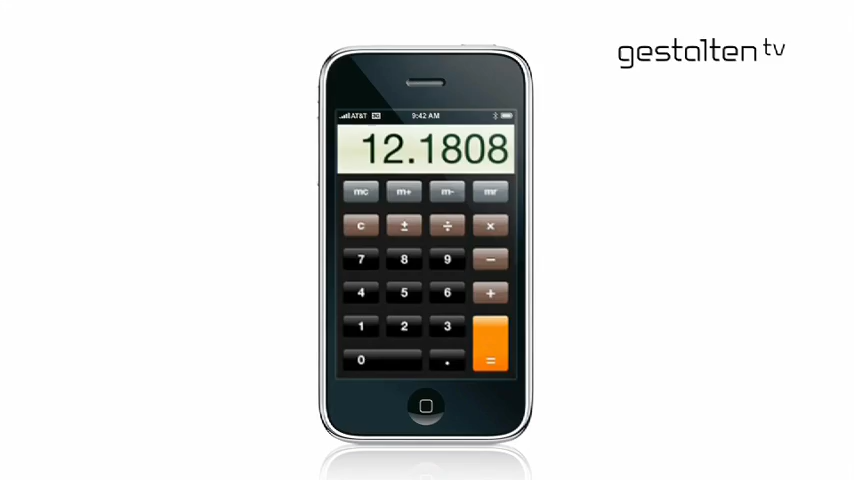 gestalten tv
AT&T 3G 9:42 AM
12.1808
mc m+ m- mr
c ± ÷ ×
7 8 9 −
4 5 6 +
1 2 3
0 . =